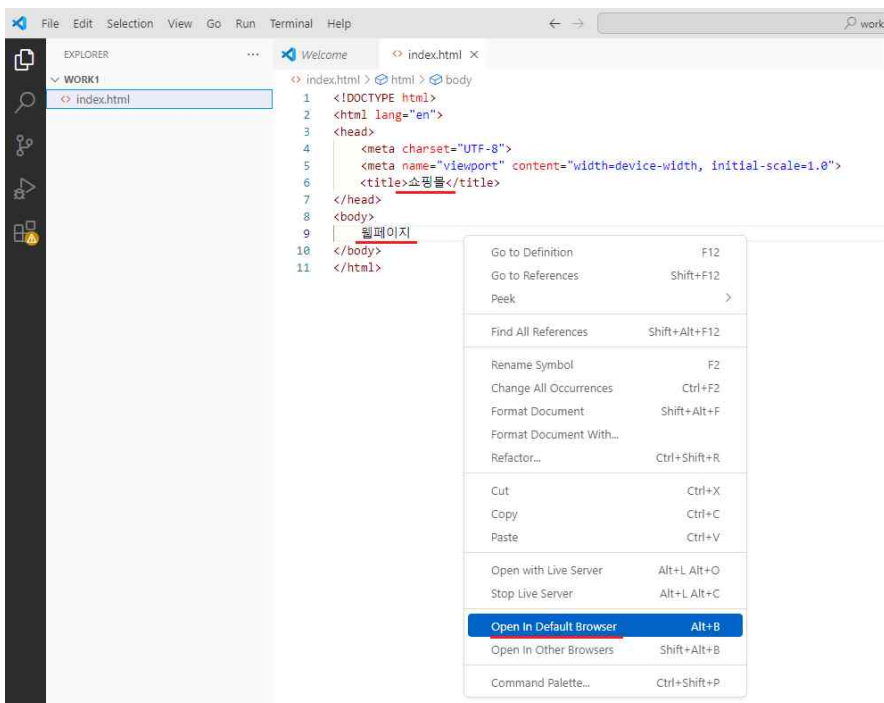 File Edit Selection View Go Run Terminal Help work
EXPLORER ...
WORK1
index.html
Welcome index.html
index.html > html > body
1 <!DOCTYPE html>
2 <html lang="en">
3 <head>
4 <meta charset="UTF-8">
5 <meta name="viewport" content="width=device-width, initial-scale=1.0">
6 <title>쇼핑몰</title>
7 </head>
8 <body>
9 웹페이지
10 </body>
11 </html>
Go to Definition F12
Go to References Shift+F12
Peek >
Find All References Shift+Alt+F12
Rename Symbol F2
Change All Occurrences Ctrl+F2
Format Document Shift+Alt+F
Format Document With...
Refactor... Ctrl+Shift+R
Cut Ctrl+X
Copy Ctrl+C
Paste Ctrl+V
Open with Live Server Alt+L Alt+O
Stop Live Server Alt+L Alt+C
Open In Default Browser Alt+B
Open In Other Browsers Shift+Alt+B
Command Palette... Ctrl+Shift+P